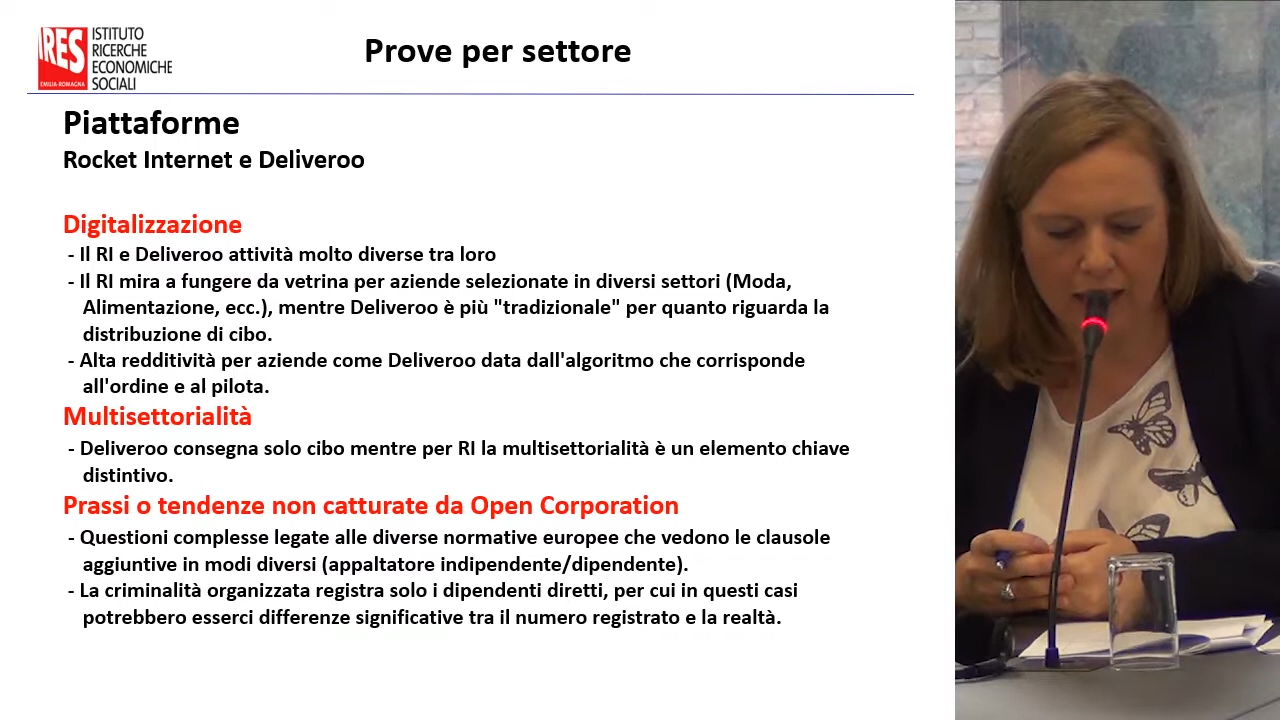 IRES
EMILIA-ROMAGNA
ISTITUTO
RICERCHE
ECONOMICHE
SOCIALI
Prove per settore
Piattaforme
Rocket Internet e Deliveroo
Digitalizzazione
- Il RI e Deliveroo attività molto diverse tra loro
- Il RI mira a fungere da vetrina per aziende selezionate in diversi settori (Moda,
Alimentazione, ecc.), mentre Deliveroo è più "tradizionale" per quanto riguarda la
distribuzione di cibo.
- Alta redditività per aziende come Deliveroo data dall'algoritmo che corrisponde
all'ordine e al pilota.
Multisettorialità
- Deliveroo consegna solo cibo mentre per RI la multisettorialità è un elemento chiave
distintivo.
Prassi o tendenze non catturate da Open Corporation
- Questioni complesse legate alle diverse normative europee che vedono le clausole
aggiuntive in modi diversi (appaltatore indipendente/dipendente).
- La criminalità organizzata registra solo i dipendenti diretti, per cui in questi casi
potrebbero esserci differenze significative tra il numero registrato e la realtà.